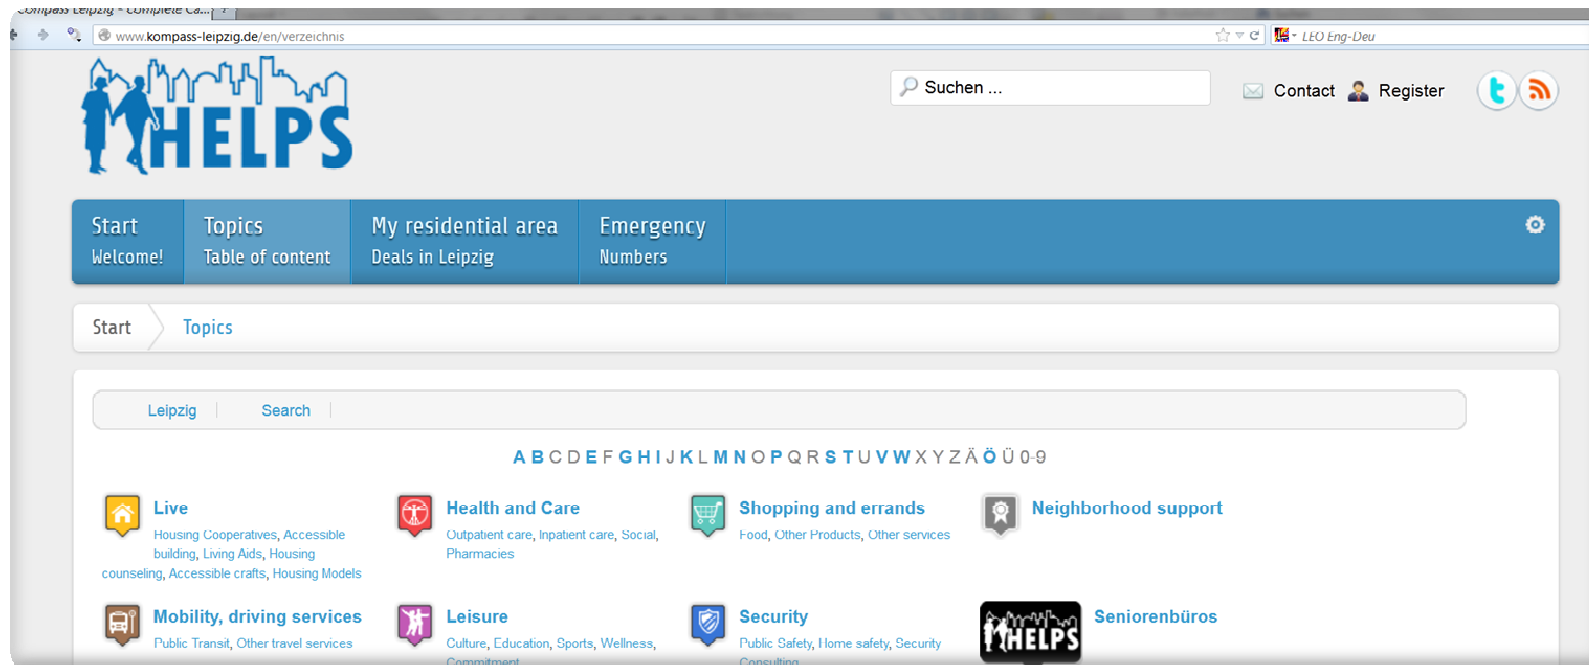 Compass Leipzig - Complete Ca...
www.kompass-leipzig.de/en/verzeichnis
LEO Eng-Deu
HELPS
Suchen ...
Contact
Register
Start
Welcome!
Topics
Table of content
My residential area
Deals in Leipzig
Emergency
Numbers
Start
Topics
Leipzig
Search
A B C D E F G H I J K L M N O P Q R S T U V W X Y Z Ä Ö Ü 0-9
Live
Housing Cooperatives, Accessible
building, Living Aids, Housing
counseling, Accessible crafts, Housing Models
Health and Care
Outpatient care, Inpatient care, Social,
Pharmacies
Shopping and errands
Food, Other Products, Other services
Neighborhood support
Mobility, driving services
Public Transit, Other travel services
Leisure
Culture, Education, Sports, Wellness,
Commitment
Security
Public Safety, Home safety, Security
Consulting
HELPS
Seniorenbüros